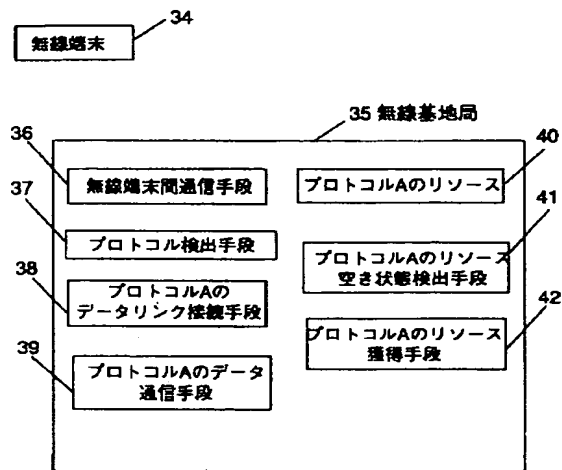 34
無線端末
35 無線基地局
36
無線端末間通信手段
37
プロトコル検出手段
38
プロトコルAの
データリンク接続手段
39
プロトコルAのデータ
通信手段
40
プロトコルAのリソース
41
プロトコルAのリソース
空き状態検出手段
42
プロトコルAのリソース
獲得手段